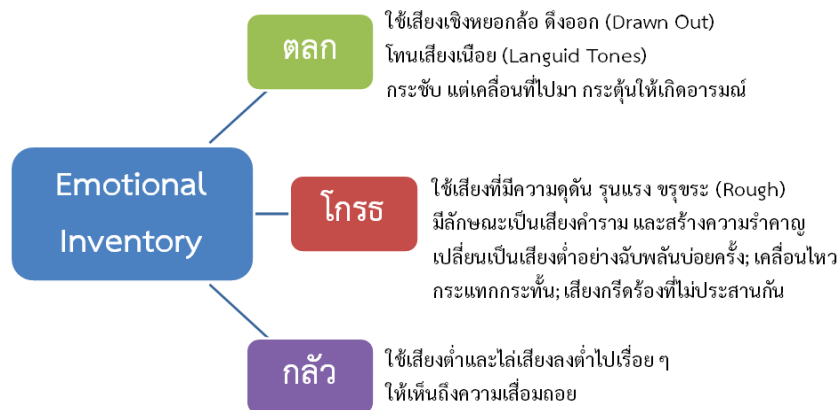 Emotional
Inventory
ตลก
ใช้เสียงเชิงหยอกล้อ ดึงออก (Drawn Out)
โทนเสียงเนือย (Languid Tones)
กระชับ แต่เคลื่อนที่ไปมา กระตุ้นให้เกิดอารมณ์
โกรธ
ใช้เสียงที่มีความดุดัน รุนแรง ขรุขระ (Rough)
มีลักษณะเป็นเสียงคำราม และสร้างความรำคาญ
เปลี่ยนเป็นเสียงต่ำอย่างฉับพลันบ่อยครั้ง; เคลื่อนไหว
กระแทกกระทั้น; เสียงกรีดร้องที่ไม่ประสานกัน
กลัว
ใช้เสียงต่ำและไล่เสียงลงต่ำไปเรื่อย ๆ
ให้เห็นถึงความเสื่อมถอย